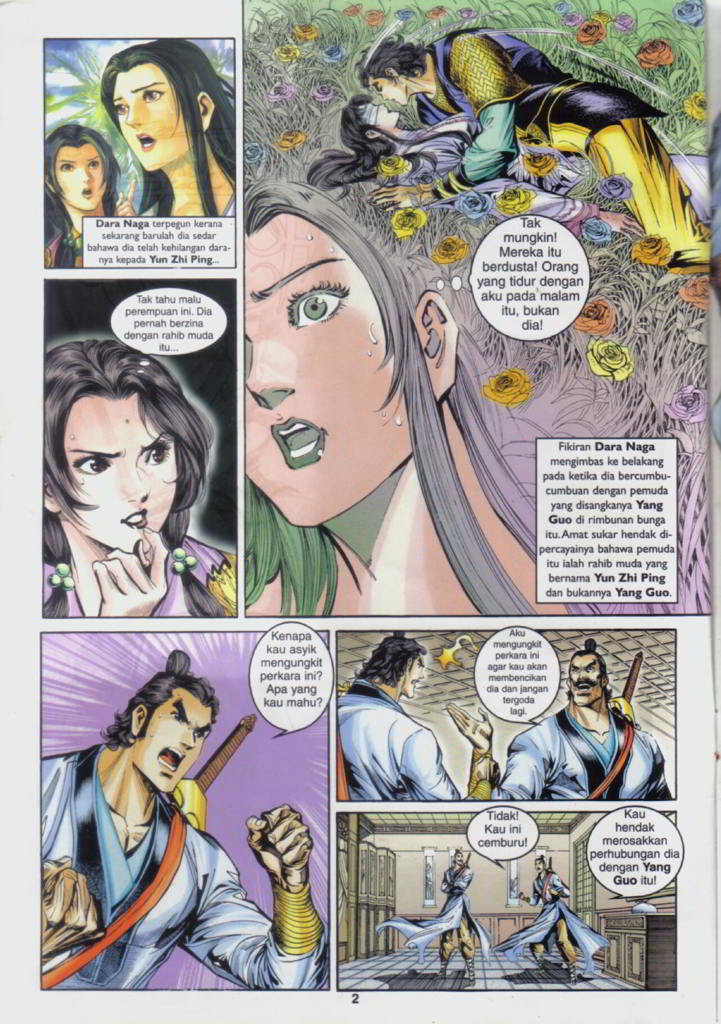 Dara Naga terpegun kerana
sekarang barulah dia sedar
bahawa dia telah kehilangan dara-
nya kepada Yun Zhi Ping...
Tak
mungkin!
Mereka itu
berdusta! Orang
yang tidur dengan
aku pada malam
itu, bukan
dia!
Tak tahu malu
perempuan ini. Dia
pernah berzina
dengan rahib muda
itu...
Fikiran Dara Naga
mengimbas ke belakang
pada ketika dia bercumbu-
cumbuan dengan pemuda
yang disangkanya Yang
Guo di rimbunan bunga
itu. Amat sukar hendak di-
percayainya bahawa pemuda
itu ialah rahib muda yang
bernama Yun Zhi Ping
dan bukannya Yang Guo.
Kenapa
kau asyik
mengungkit
perkara ini?
Apa yang
kau mahu?
Aku
mengungkit
perkara ini
agar kau akan
membencikan
dia dan jangan
tergoda
lagi.
Tidak!
Kau ini
cemburu!
Kau
hendak
merosakkan
perhubungan dia
dengan Yang
Guo itu!
2